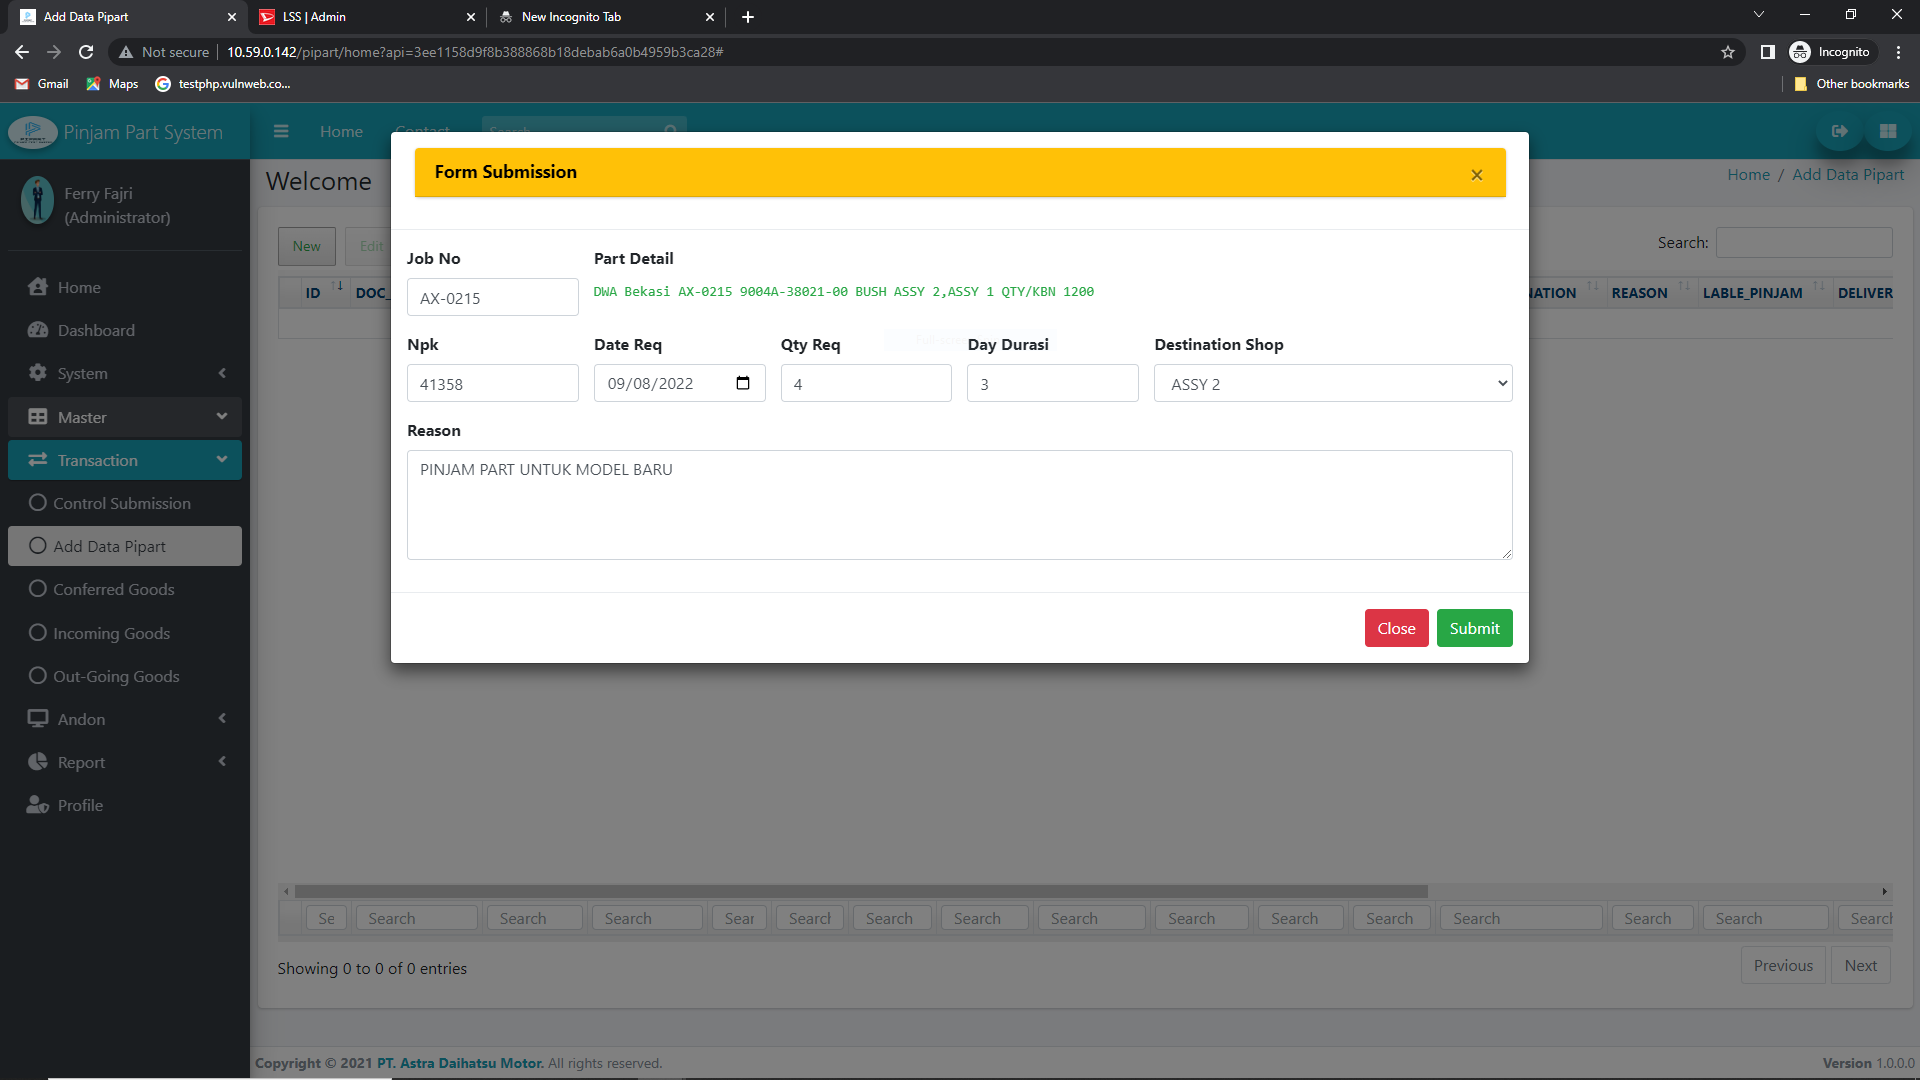 Add Data Pipart
LSS | Admin
New Incognito Tab
Not secure
10.59.0.142/pipart/home?api=3ee1158d9f8b388868b18debab6a0b4959b3ca28#
Incognito
Gmail
Maps
testphp.vulnweb.co...
Other bookmarks
Pinjam Part System
Home
Contact
Search
Form Submission
×
Welcome
Home / Add Data Pipart
Ferry Fajri
(Administrator)
New
Edit
Search:
Job No
Part Detail
AX-0215
DWA Bekasi AX-0215 9004A-38021-00 BUSH ASSY 2,ASSY 1 QTY/KBN 1200
ID
DOC_
NATION
REASON
LABLE_PINJAM
DELIVER
Npk
Date Req
Qty Req
Day Durasi
Destination Shop
41358
09/08/2022
4
3
ASSY 2
Reason
PINJAM PART UNTUK MODEL BARU
Close
Submit
Home
Dashboard
System
Master
Transaction
Control Submission
Add Data Pipart
Conferred Goods
Incoming Goods
Out-Going Goods
Andon
Report
Profile
Se
Search
Search
Search
Sear
Search
Search
Search
Search
Search
Search
Search
Search
Search
Search
Search
Showing 0 to 0 of 0 entries
Previous
Next
Copyright © 2021 PT. Astra Daihatsu Motor. All rights reserved.
Version 1.0.0.0